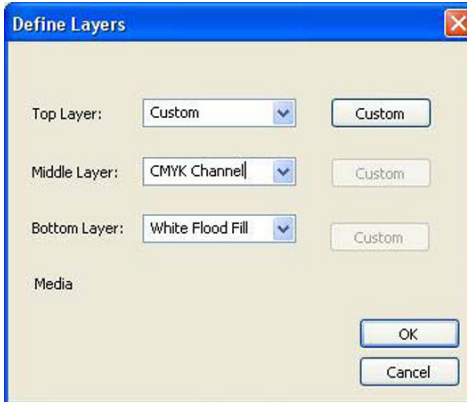 Define Layers
Top Layer: Custom Custom
Middle Layer: CMYK Channel Custom
Bottom Layer: White Flood Fill Custom
Media
OK
Cancel